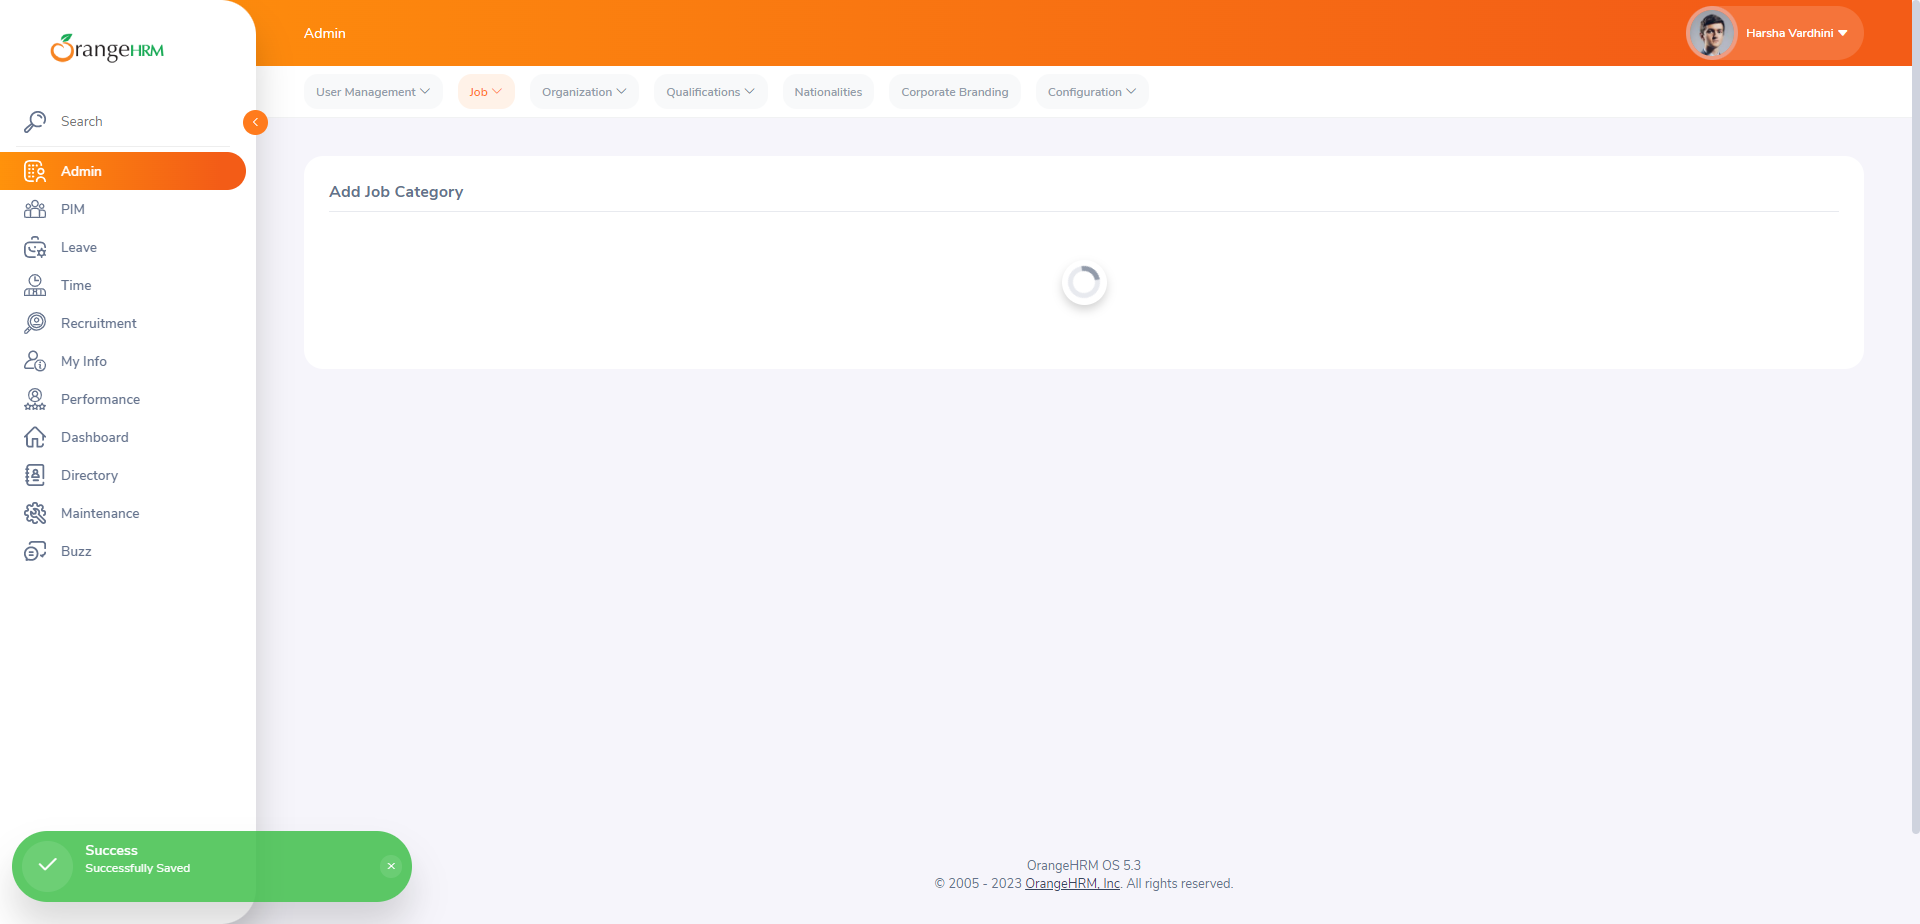 OrangeHRM
Search
Admin
PIM
Leave
Time
Recruitment
My Info
Performance
Dashboard
Directory
Maintenance
Buzz
Admin
Harsha Vardhini
User Management
Job
Organization
Qualifications
Nationalities
Corporate Branding
Configuration
Add Job Category
Success
Successfully Saved
OrangeHRM OS 5.3
© 2005 - 2023 OrangeHRM, Inc. All rights reserved.